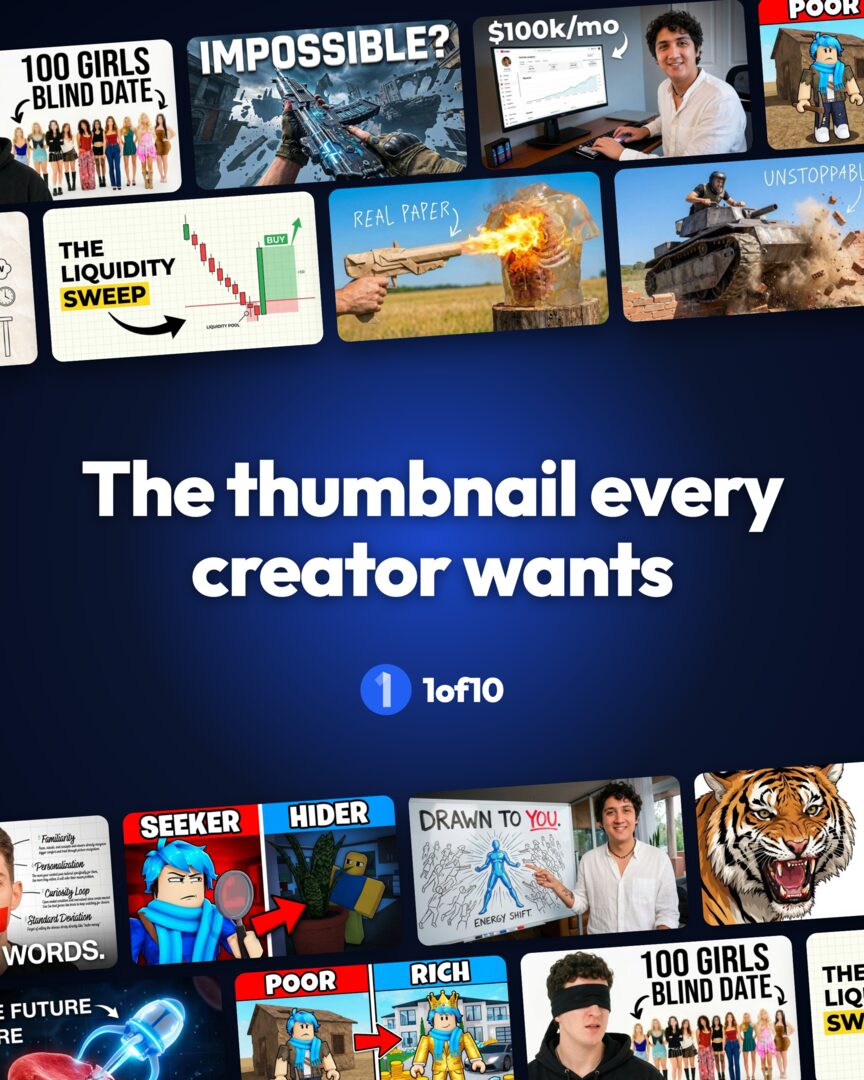 100 GIRLS
BLIND DATE
IMPOSSIBLE?
$100k/mo
POOR
THE
LIQUIDITY
SWEEP
BUY
LIQUIDITY POOL
REAL PAPER
The thumbnail every
creator wants
1of10
Familiarity
Personalization
Curiosity Loop
Standard Deviation
WORDS.
SEEKER
HIDER
DRAWN TO YOU.
ENERGY SHIFT.
FUTURE
POOR
RICH
100 GIRLS
BLIND DATE
THE
SW